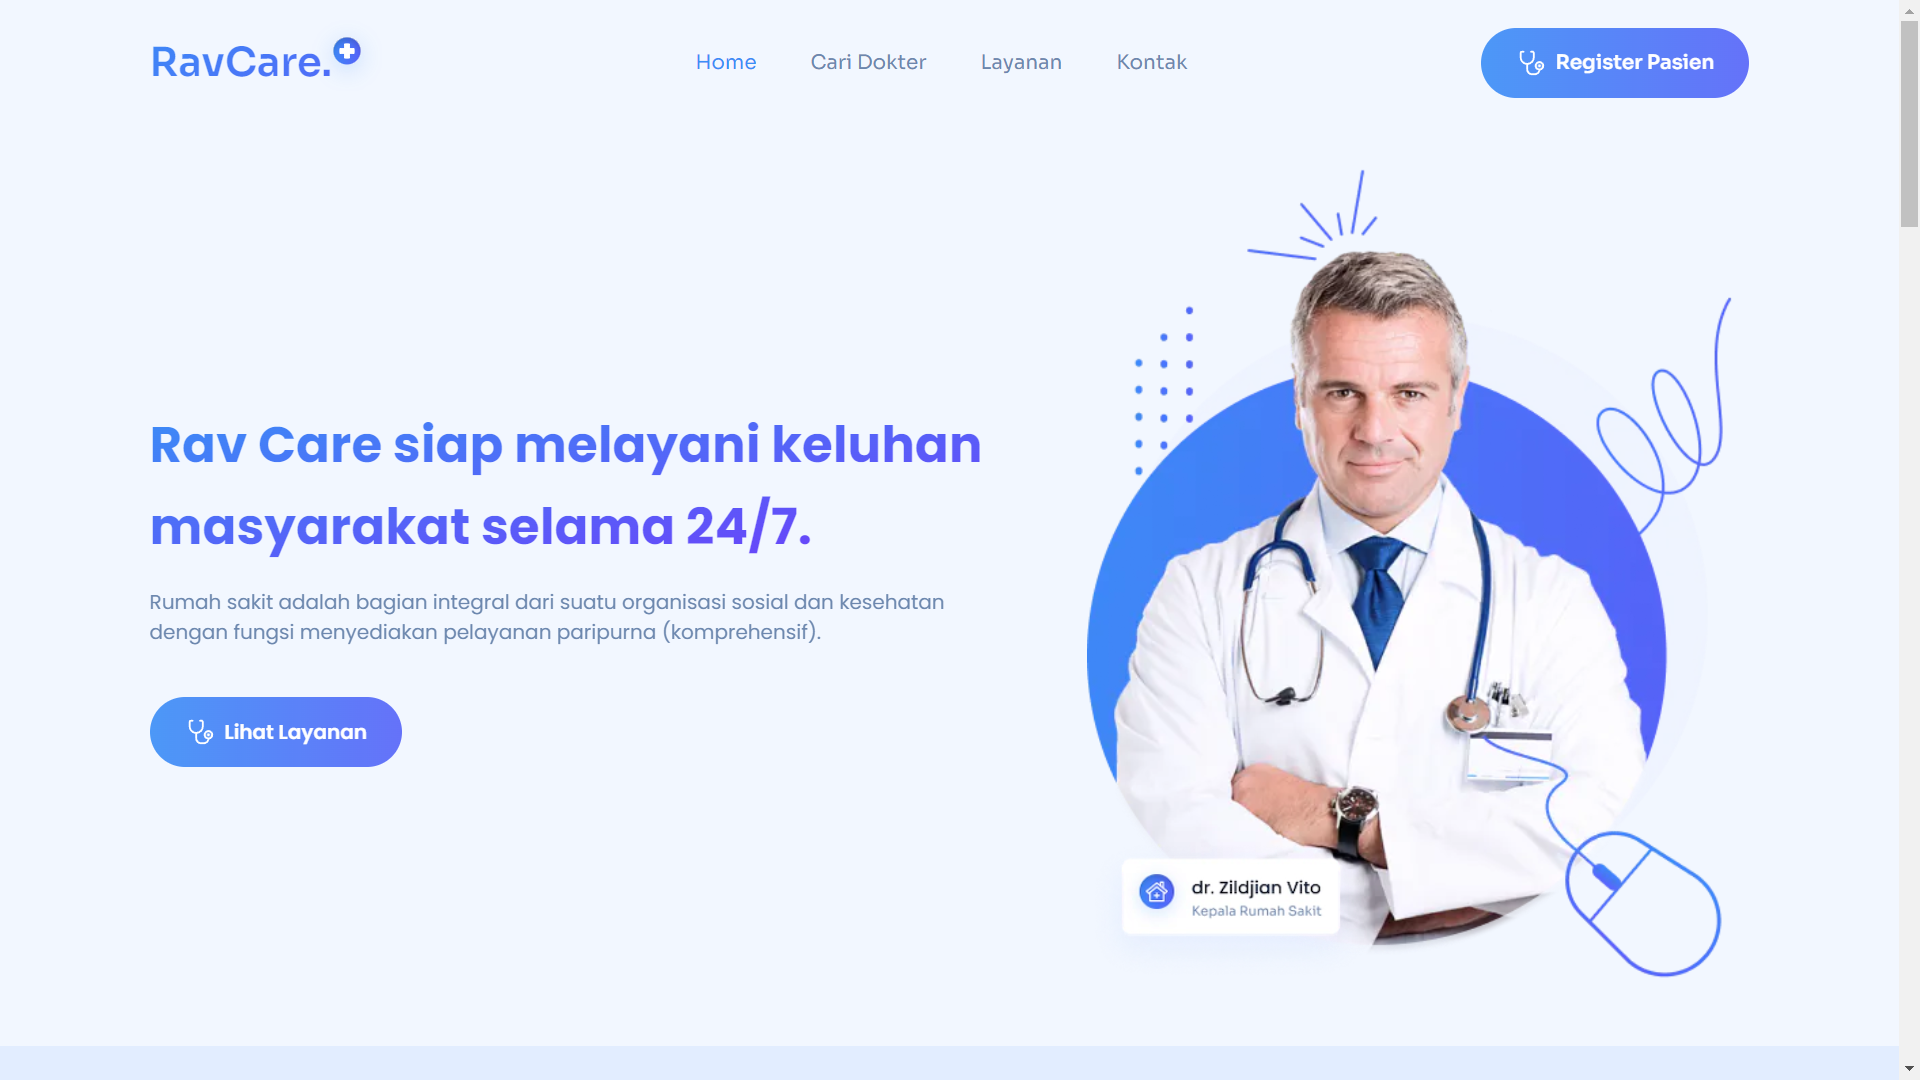 RavCare.
Home
Cari Dokter
Layanan
Kontak
Register Pasien
Rav Care siap melayani keluhan
masyarakat selama 24/7.
Rumah sakit adalah bagian integral dari suatu organisasi sosial dan kesehatan
dengan fungsi menyediakan pelayanan paripurna (komprehensif).
Lihat Layanan
dr. Zildjian Vito
Kepala Rumah Sakit